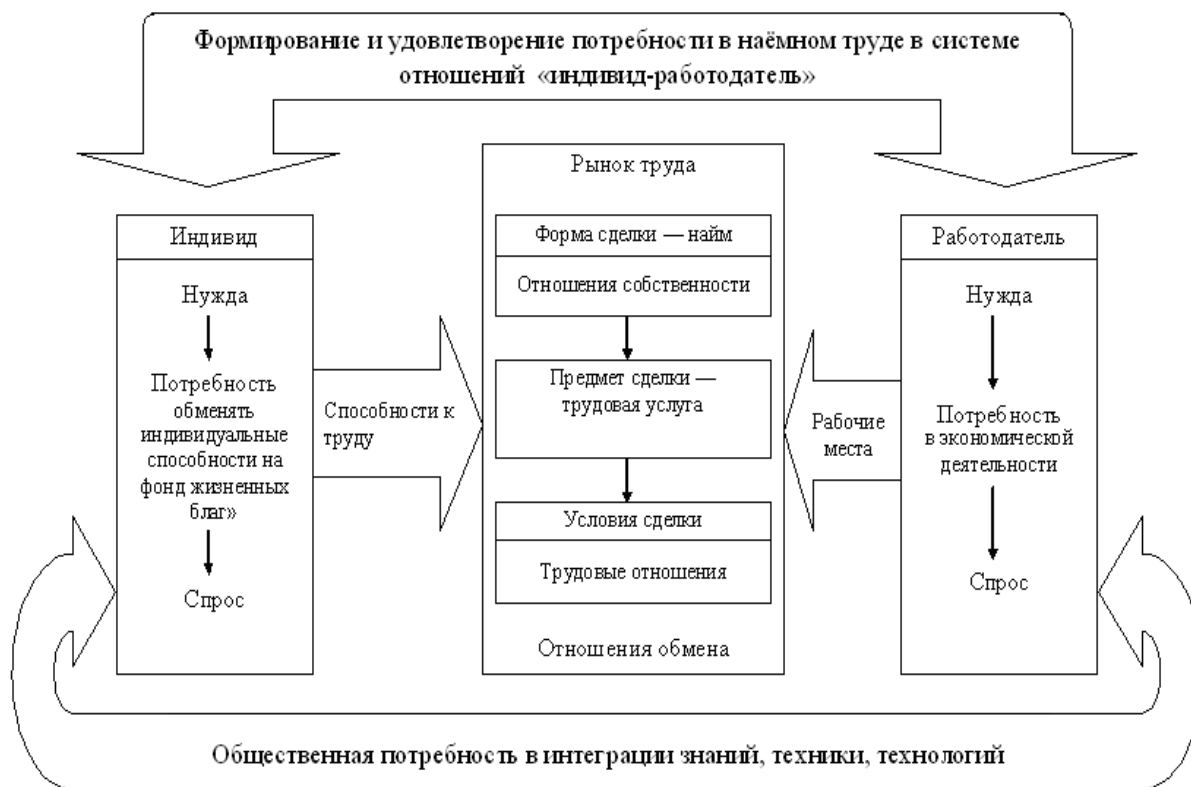 Формирование и удовлетворение потребности в наёмном труде в системе
отношений «индивид-работодатель»
Индивид
Нужда
Потребность
обменять
индивидуальные
способности на
фонд жизненных
благ»
Спрос
Способности к
труду
Рынок труда
Форма сделки — найм
Отношения собственности
Предмет сделки —
трудовая услуга
Условия сделки
Трудовые отношения
Отношения обмена
Рабочие
места
Работодатель
Нужда
Потребность
в экономической
деятельности
Спрос
Общественная потребность в интеграции знаний, техники, технологий